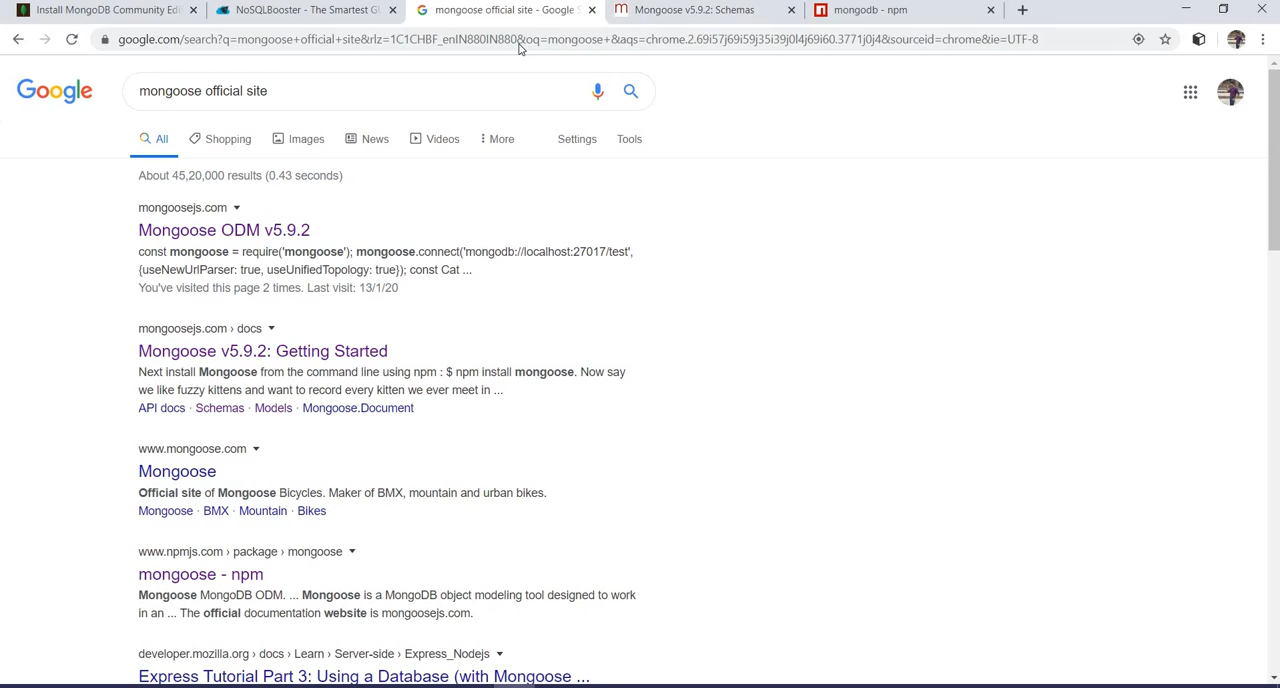 Install MongoDB Community Edi
NoSQLBooster - The Smartest GU
mongoose official site - Google S
Mongoose v5.9.2: Schemas
mongodb - npm
google.com/search?q=mongoose+official+site&rlz=1C1CHBF_enIN880IN880&oq=mongoose+&aqs=chrome.2.69i57j69i59j35i39j0l4j69i60.3771j0j4&sourceid=chrome&ie=UTF-8
Google
mongoose official site
All
Shopping
Images
News
Videos
More
Settings
Tools
About 45,20,000 results (0.43 seconds)
mongoosejs.com
Mongoose ODM v5.9.2
const mongoose = require('mongoose'); mongoose.connect('mongodb://localhost:27017/test',
{useNewUrlParser: true, useUnifiedTopology: true}); const Cat ...
You've visited this page 2 times. Last visit: 13/1/20
mongoosejs.com › docs
Mongoose v5.9.2: Getting Started
Next install Mongoose from the command line using npm : $ npm install mongoose. Now say
we like fuzzy kittens and want to record every kitten we ever meet in ...
API docs · Schemas · Models · Mongoose.Document
www.mongoose.com
Mongoose
Official site of Mongoose Bicycles. Maker of BMX, mountain and urban bikes.
Mongoose · BMX · Mountain · Bikes
www.npmjs.com › package › mongoose
mongoose - npm
Mongoose MongoDB ODM. ... Mongoose is a MongoDB object modeling tool designed to work
in an ... The official documentation website is mongoosejs.com.
developer.mozilla.org › docs › Learn › Server-side › Express_Nodejs
Express Tutorial Part 3: Using a Database (with Mongoose ...